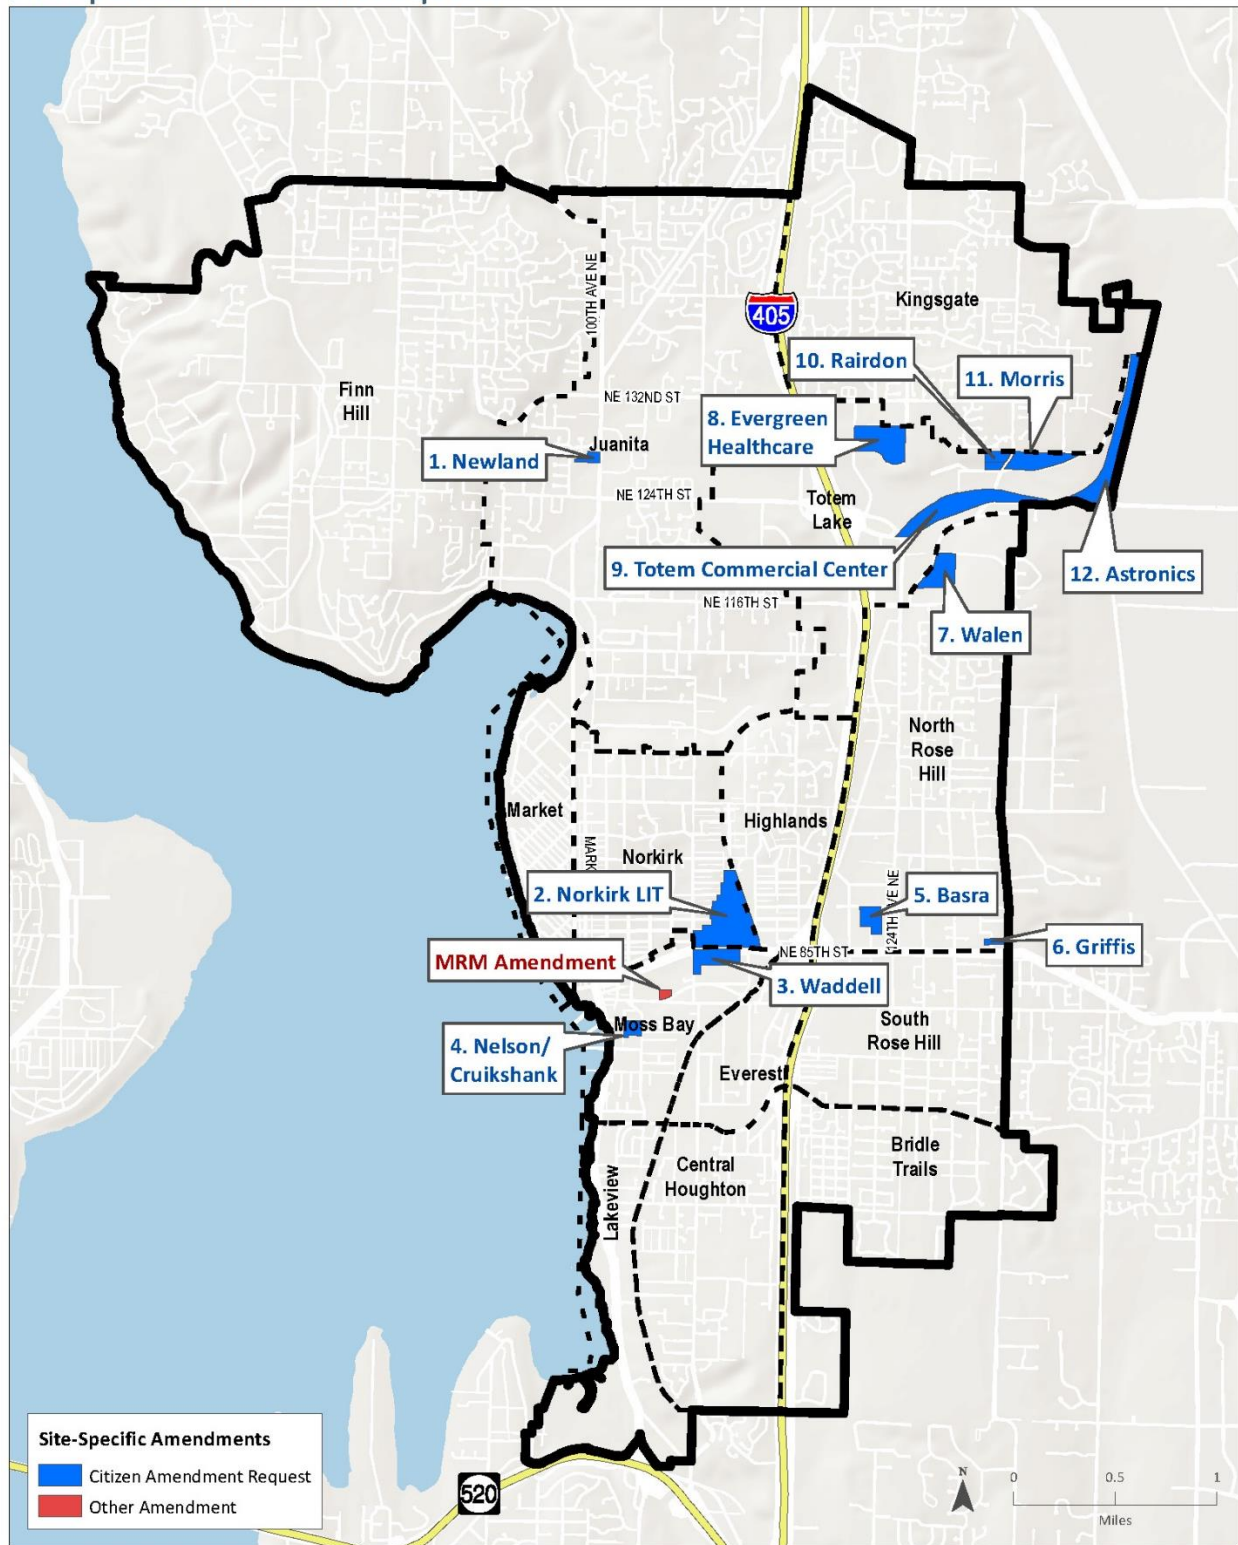 100TH AVE NE
405
Kingsgate
10. Rairdon
11. Morris
Finn
Hill
NE 132ND ST
8. Evergreen
Healthcare
Juanita
1. Newland
NE 124TH ST
Totem
Lake
9. Totem Commercial Center
12. Astronics
NE 116TH ST
7. Walen
North
Rose
Hill
Market
Highlands
Norkirk
2. Norkirk LIT
5. Basra
124TH AVE NE
6. Griffis
NE 85TH ST
MRM Amendment
3. Waddell
Moss Bay
South
Rose Hill
4. Nelson/
Cruikshank
Everest
Bridle
Trails
Central
Houghton
Lakeview
Site-Specific Amendments
Citizen Amendment Request
Other Amendment
520
N
0 0.5 1
Miles